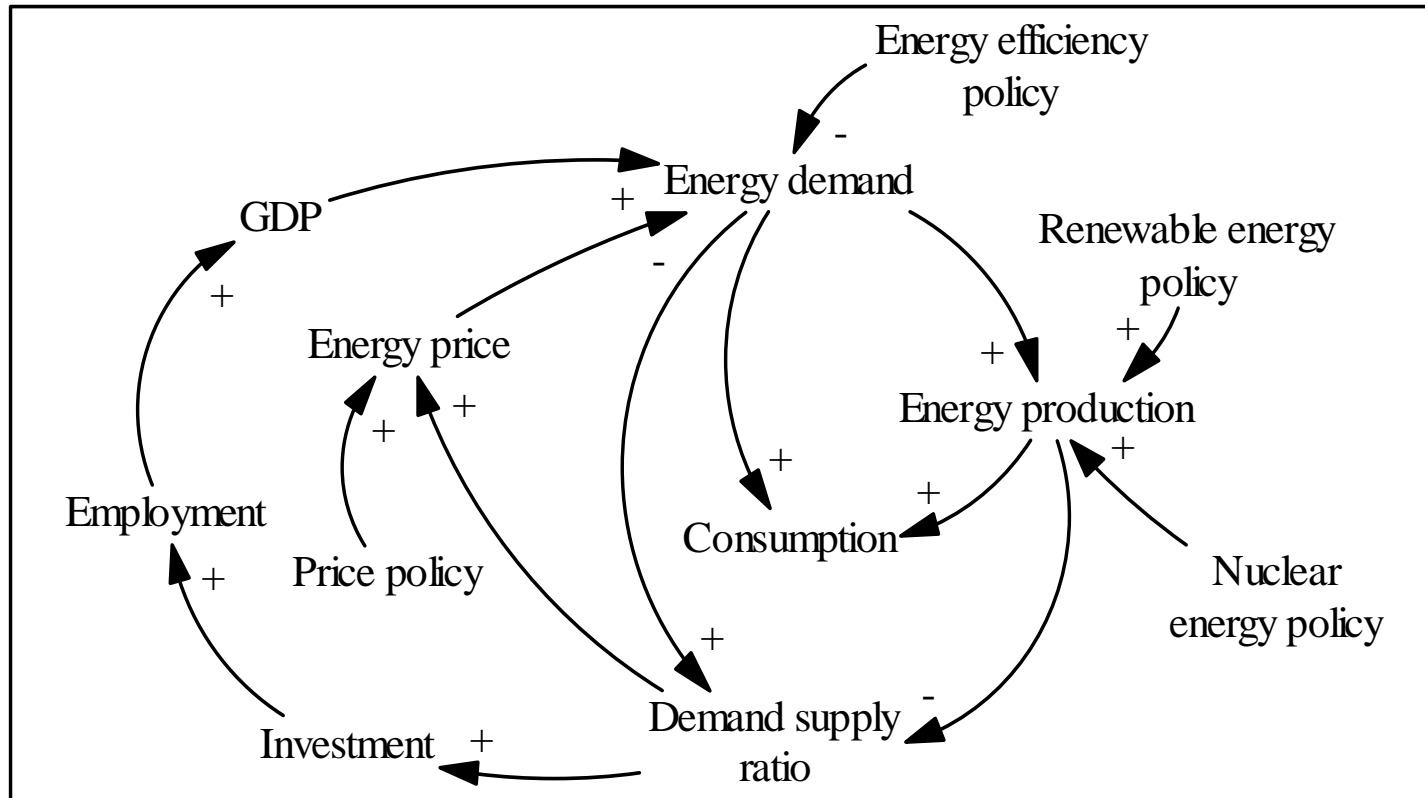 Energy efficiency
policy
-
Energy demand
+
GDP
-
Renewable energy
policy
+
+
Energy price
+
+
+
Energy production
+
+
+
Employment
Consumption
+
Price policy
Nuclear
energy policy
+
-
Demand supply
ratio
Investment
+